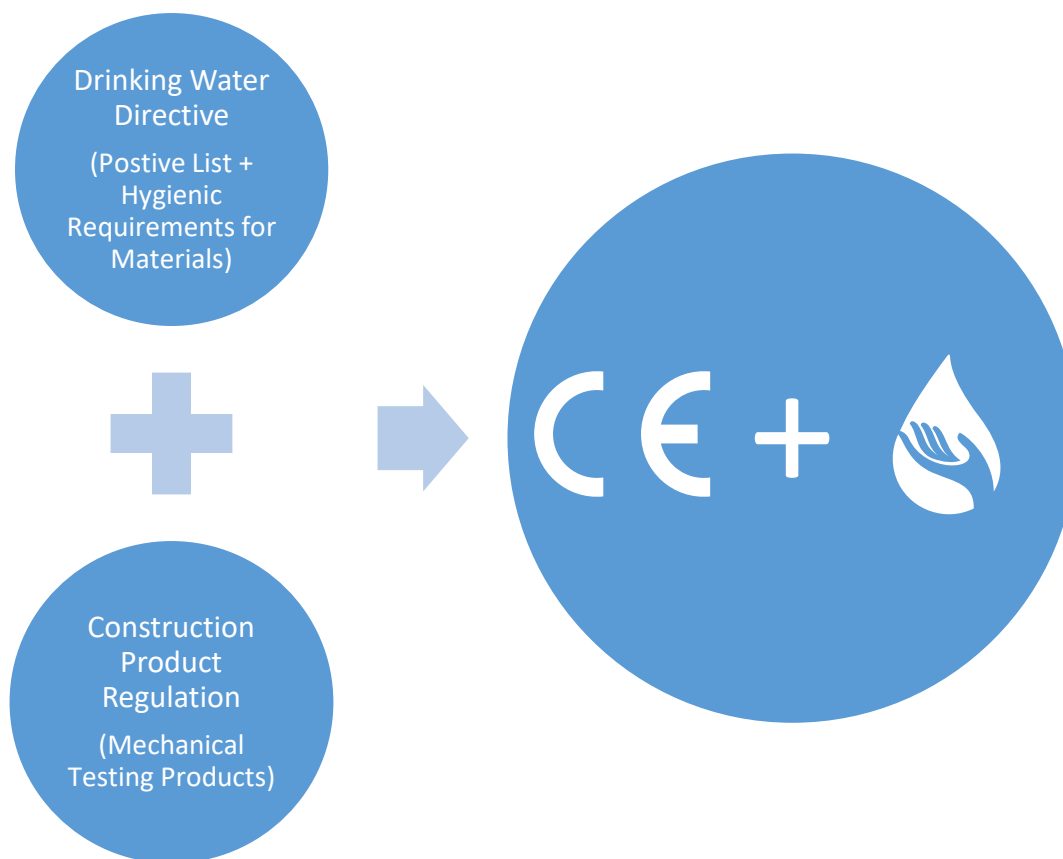 Drinking Water
Directive
(Postive List +
Hygienic
Requirements for
Materials)
Construction
Product
Regulation
(Mechanical
Testing Products)
CE +